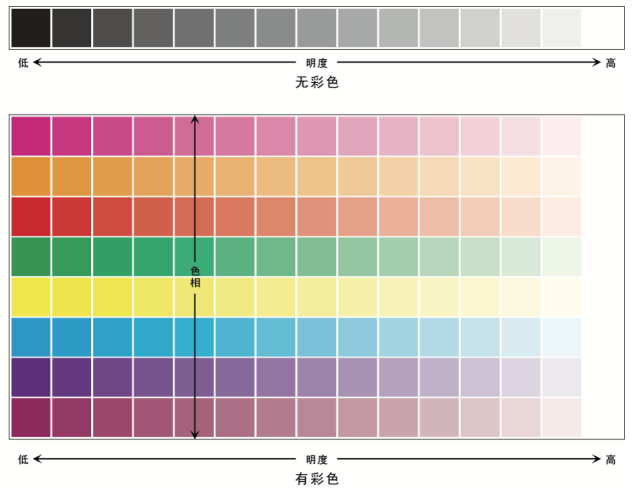 低 明度 高
无彩色
色
相
低 明度 高
有彩色